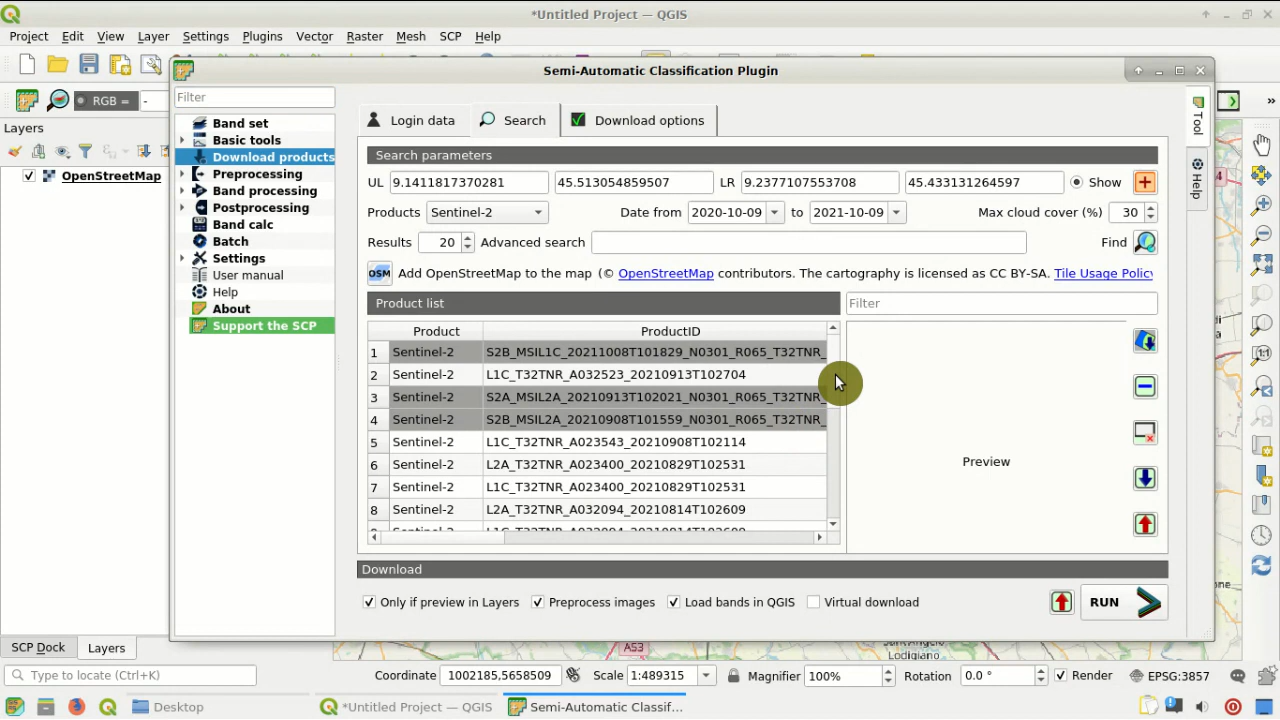 *Untitled Project — QGIS
Project Edit View Layer Settings Plugins Vector Raster Mesh SCP Help
Semi-Automatic Classification Plugin
RGB = -
Filter
Layers
OpenStreetMap
Band set
Basic tools
Download products
Preprocessing
Band processing
Postprocessing
Band calc
Batch
Settings
User manual
Help
About
Support the SCP
Login data Search Download options
Tool
Help
Search parameters
UL 9.1411817370281 45.513054859507 LR 9.2377107553708 45.433131264597 Show
Products Sentinel-2 Date from 2020-10-09 to 2021-10-09 Max cloud cover (%) 30
Results 20 Advanced search Find
OSM Add OpenStreetMap to the map (© OpenStreetMap contributors. The cartography is licensed as CC BY-SA. Tile Usage Policy
Product list Filter
Product ProductID
1 Sentinel-2 S2B_MSIL1C_20211008T101829_N0301_R065_T32TNR_
2 Sentinel-2 L1C_T32TNR_A032523_20210913T102704
3 Sentinel-2 S2A_MSIL2A_20210913T102021_N0301_R065_T32TNR_
4 Sentinel-2 S2B_MSIL2A_20210908T101559_N0301_R065_T32TNR_
5 Sentinel-2 L1C_T32TNR_A023543_20210908T102114
6 Sentinel-2 L2A_T32TNR_A023400_20210829T102531
7 Sentinel-2 L1C_T32TNR_A023400_20210829T102531
8 Sentinel-2 L2A_T32TNR_A032094_20210814T102609
Preview
Download
Only if preview in Layers Preprocess images Load bands in QGIS Virtual download RUN
SCP Dock Layers
AS3
Lodigiano
Type to locate (Ctrl+K) Coordinate 1002185,5658509 Scale 1:489315 Magnifier 100% Rotation 0.0 ° Render EPSG:3857
Desktop *Untitled Project — QGIS Semi-Automatic Classif...